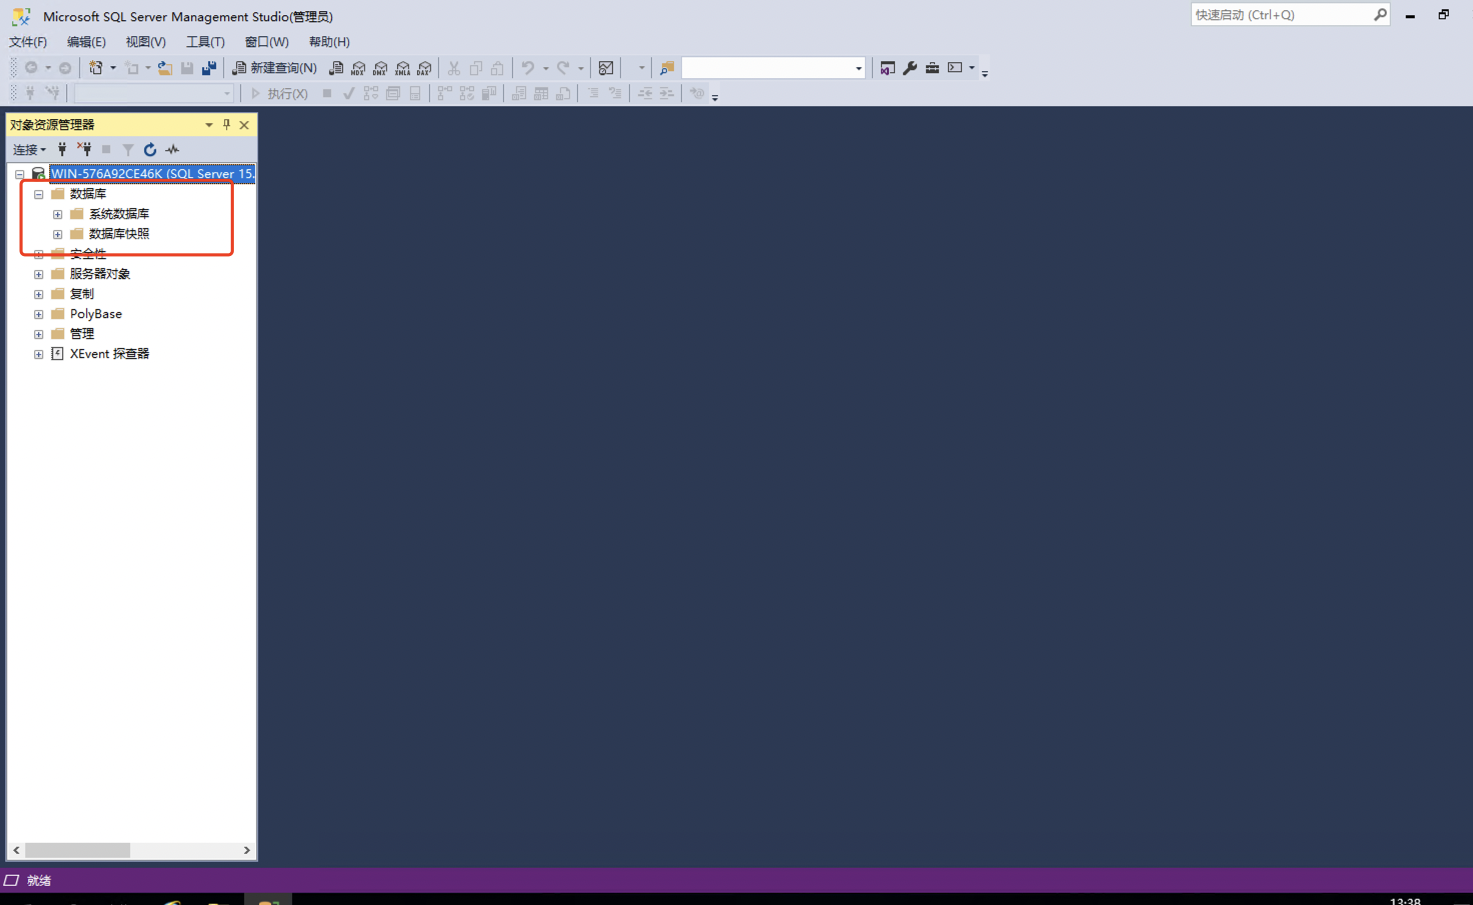 Microsoft SQL Server Management Studio(管理员)
快速启动 (Ctrl+Q)
文件(F) 编辑(E) 视图(V) 工具(T) 窗口(W) 帮助(H)
新建查询(N) MDX DMX XMLA DAX
执行(X)
对象资源管理器
连接
WIN-576A92CE46K (SQL Server 15.
数据库
系统数据库
数据库快照
安全性
服务器对象
复制
PolyBase
管理
XEvent 探查器
就绪
13:38